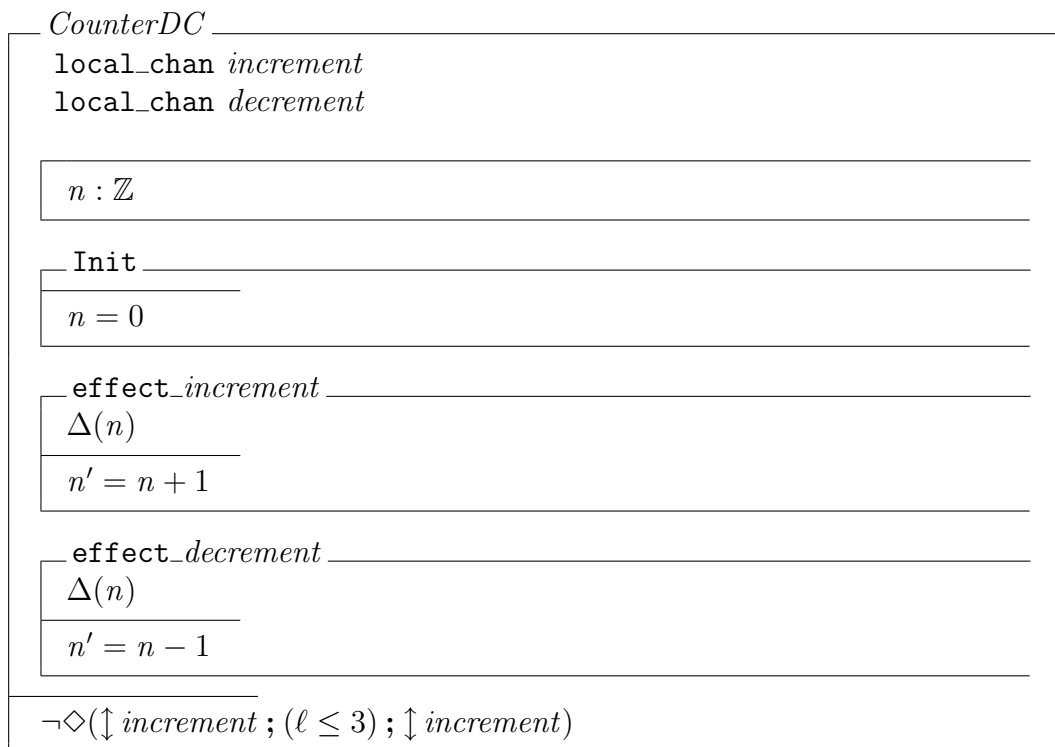 CounterDC
local_chan increment
local_chan decrement
n : ℤ
Init
n = 0
effect_increment
Δ(n)
n′ = n + 1
effect_decrement
Δ(n)
n′ = n − 1
¬◇(↕ increment ; (ℓ ≤ 3) ; ↕ increment)